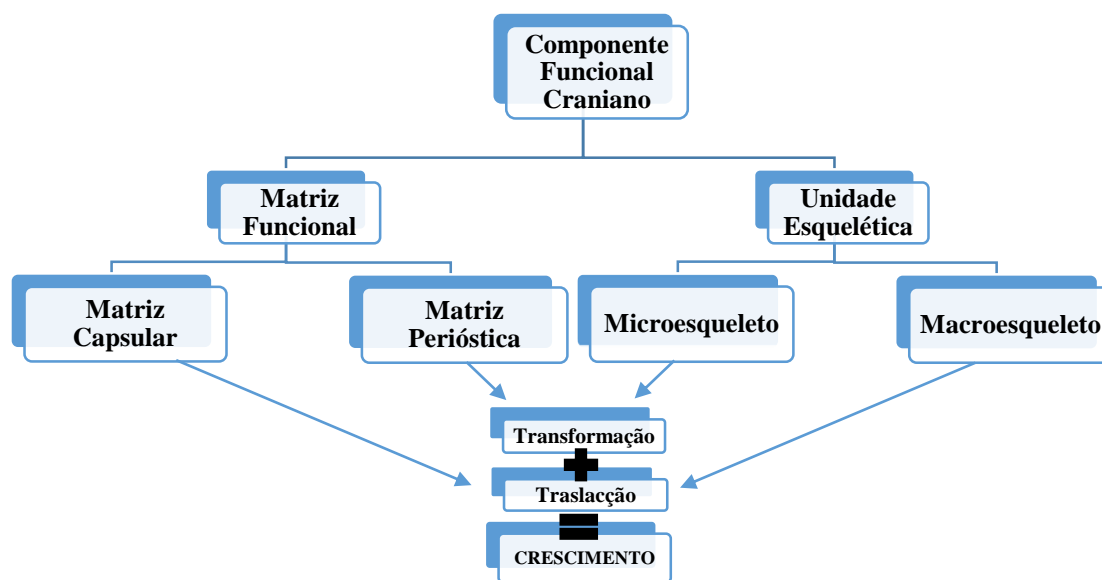 Componente
Funcional
Craniano
Matriz
Funcional
Unidade
Esquelética
Matriz
Capsular
Matriz
Perióstica
Microesqueleto
Macroesqueleto
Transformação
Traslacção
CRESCIMENTO